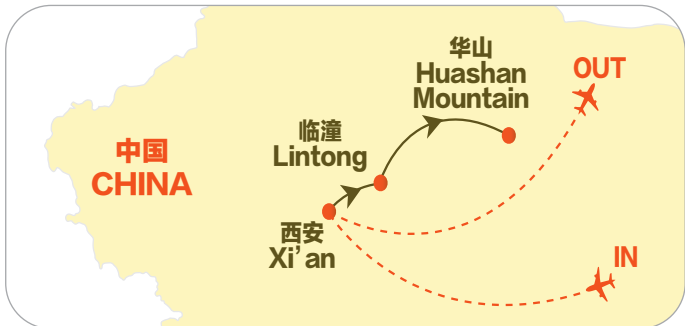 中国
CHINA
临潼
Lintong
华山
Huashan
Mountain
OUT
西安
Xi’an
IN